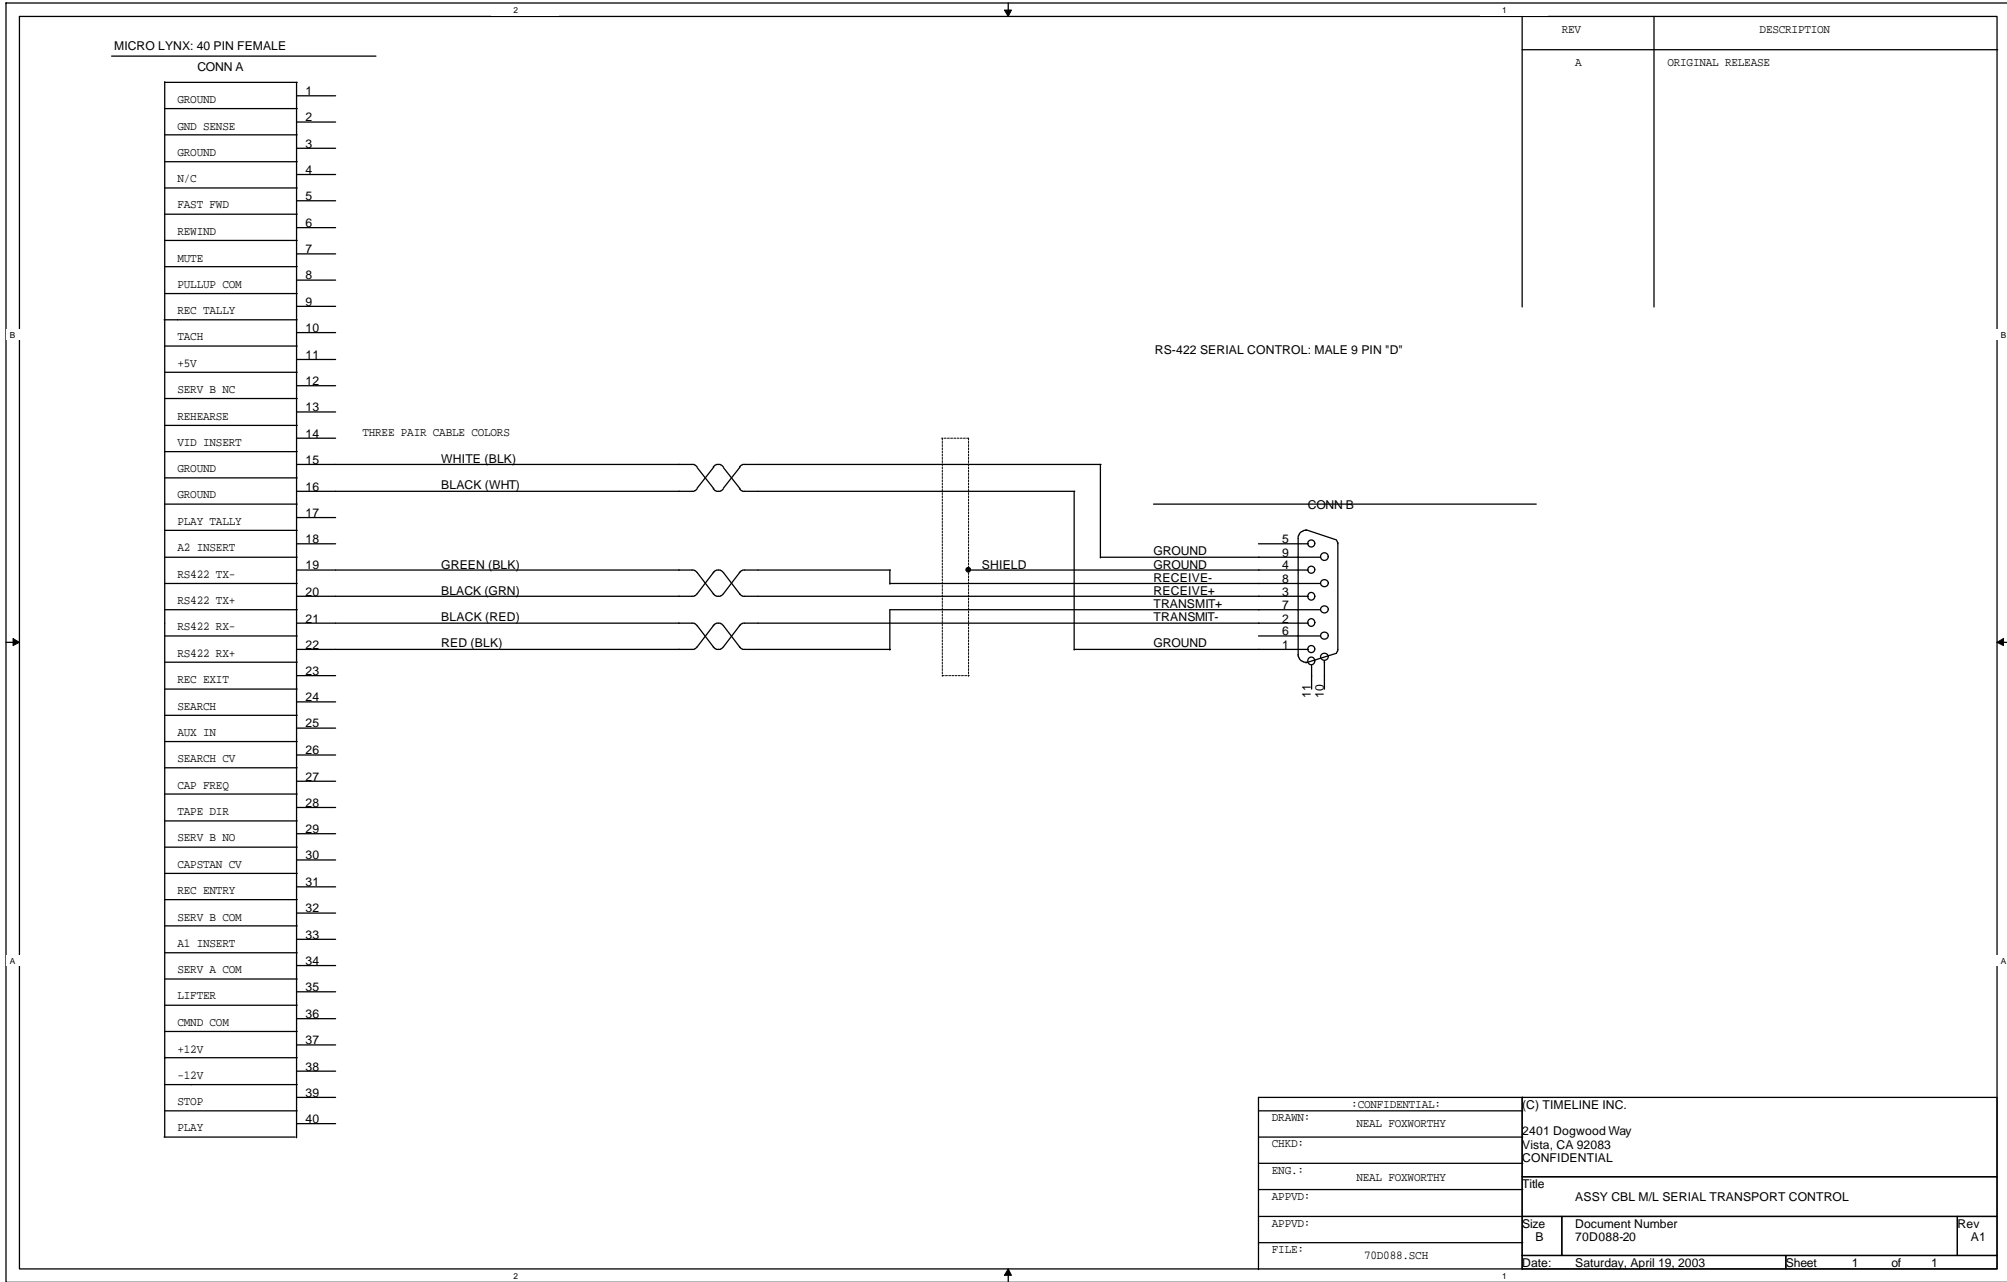 2
1
MICRO LYNX: 40 PIN FEMALE
CONN A
GROUND 1
GND SENSE 2
GROUND 3
N/C 4
FAST FWD 5
REWIND 6
MUTE 7
PULLUP COM 8
REC TALLY 9
TACH 10
+5V 11
SERV B NC 12
REHEARSE 13
VID INSERT 14
GROUND 15
GROUND 16
PLAY TALLY 17
A2 INSERT 18
RS422 TX- 19
RS422 TX+ 20
RS422 RX- 21
RS422 RX+ 22
REC EXIT 23
SEARCH 24
AUX IN 25
SEARCH CV 26
CAP FREQ 27
TAPE DIR 28
SERV B NO 29
CAPSTAN CV 30
REC ENTRY 31
SERV B COM 32
A1 INSERT 33
SERV A COM 34
LIFTER 35
CMND COM 36
+12V 37
-12V 38
STOP 39
PLAY 40
THREE PAIR CABLE COLORS
WHITE (BLK)
BLACK (WHT)
GREEN (BLK)
BLACK (GRN)
BLACK (RED)
RED (BLK)
SHIELD
RS-422 SERIAL CONTROL: MALE 9 PIN "D"
CONN B
5
GROUND 9
GROUND 4
RECEIVE- 8
RECEIVE+ 3
TRANSMIT+ 7
TRANSMIT- 2
6
GROUND 1
11
10
REV DESCRIPTION
A ORIGINAL RELEASE
B
B
A
A
:CONFIDENTIAL:
DRAWN: NEAL FOXWORTHY
CHKD:
ENG.: NEAL FOXWORTHY
APPVD:
APPVD:
FILE: 70D088.SCH
(C) TIMELINE INC.
2401 Dogwood Way
Vista, CA 92083
CONFIDENTIAL
Title
ASSY CBL M/L SERIAL TRANSPORT CONTROL
Size Document Number Rev
B 70D088-20 A1
Date: Saturday, April 19, 2003 Sheet 1 of 1
2
1